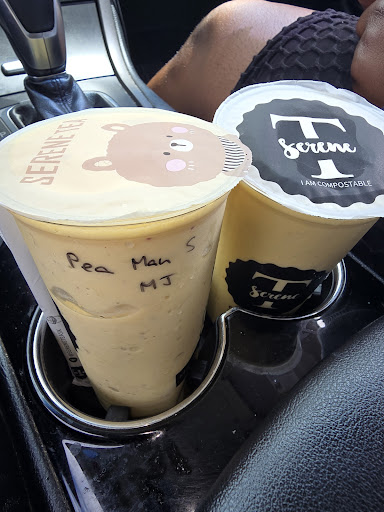 SERENETEA
Pea Man S
MJ
T
Serene
I AM COMPOSTABLE
T
Serene